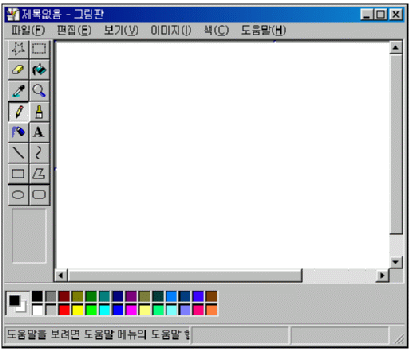 제목없음 - 그림판
파일(F) 편집(E) 보기(V) 이미지(I) 색(C) 도움말(H)
A
도움말을 보려면 도움말 메뉴의 도움말 항